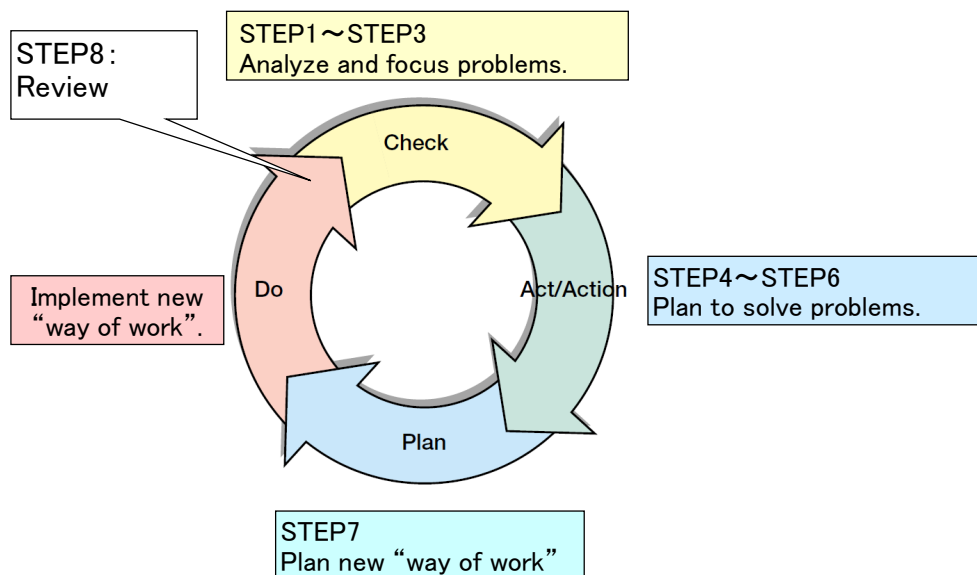 STEP8：
Review
STEP1～STEP3
Analyze and focus problems.
Check
Do
Act/Action
Implement new
“way of work”.
STEP4～STEP6
Plan to solve problems.
Plan
STEP7
Plan new “way of work”